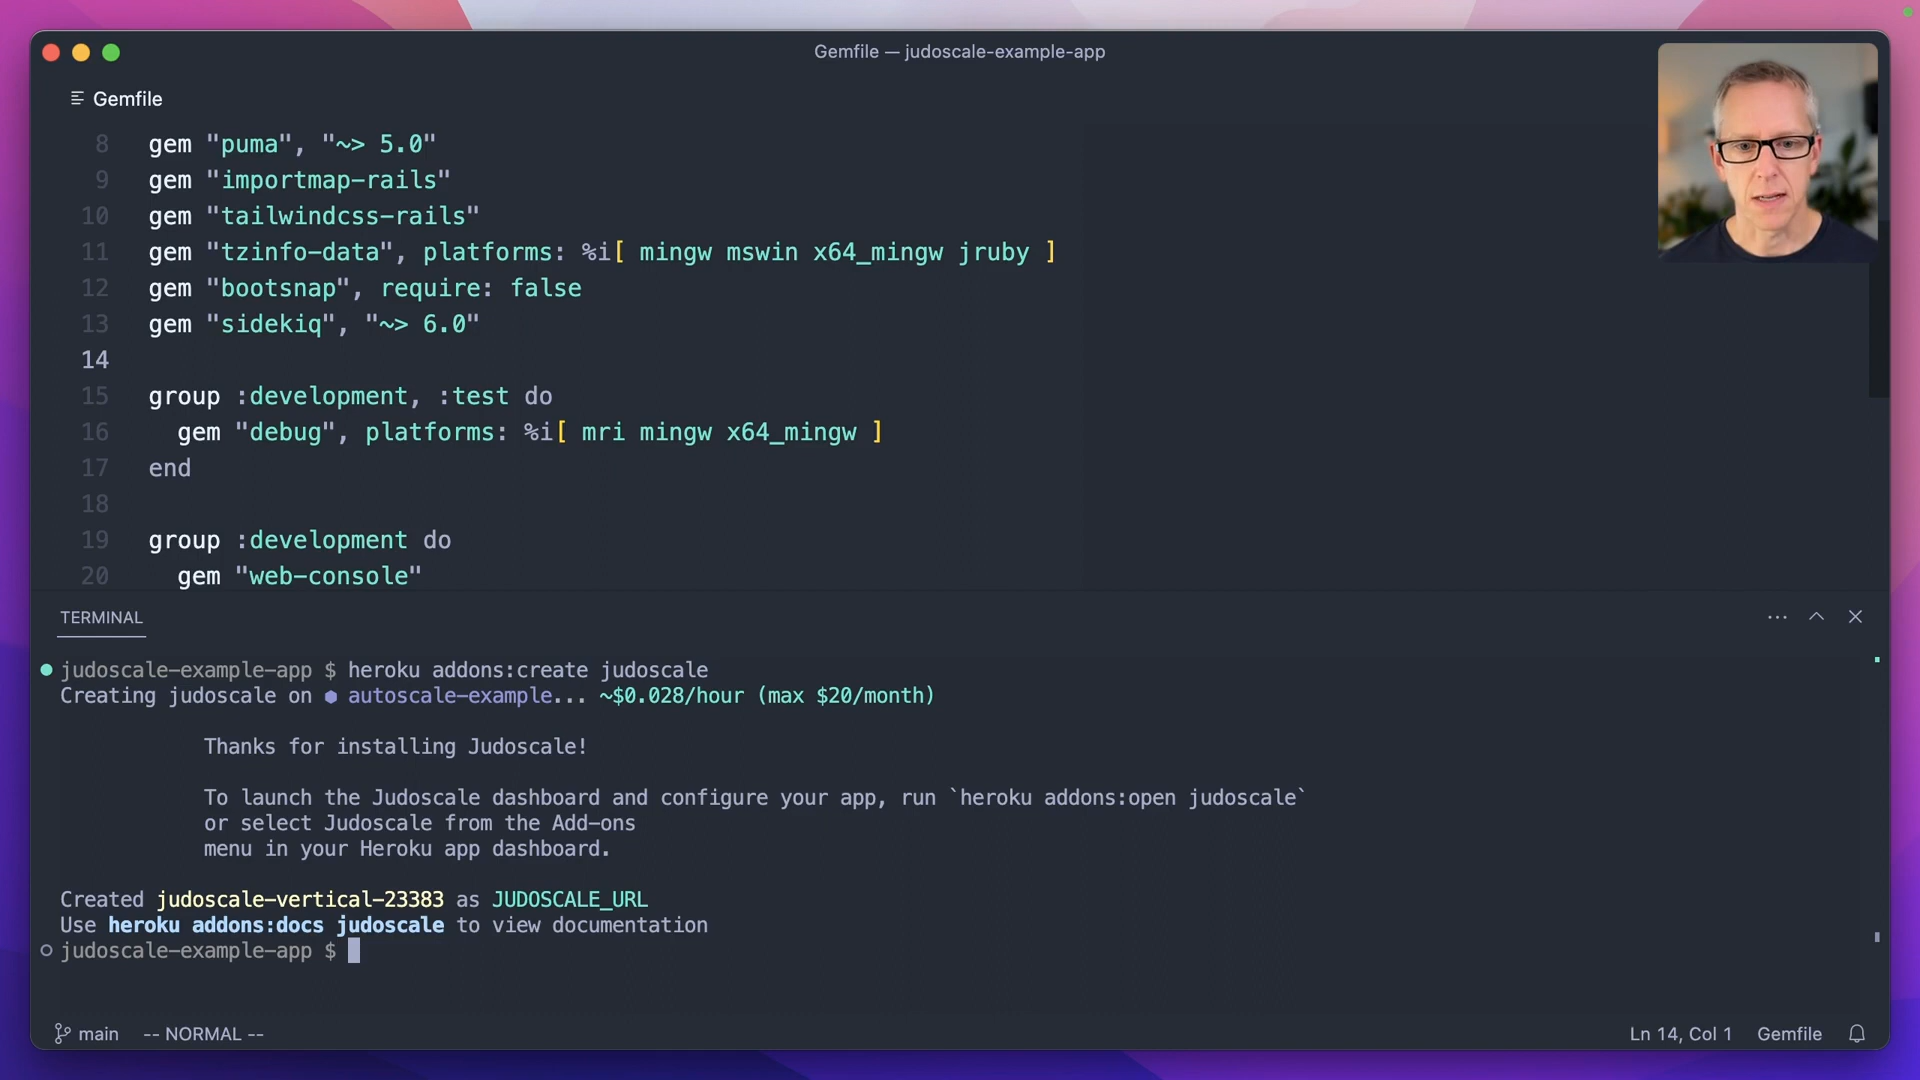 Gemfile — judoscale-example-app
Gemfile
8 gem "puma", "~> 5.0"
9 gem "importmap-rails"
10 gem "tailwindcss-rails"
11 gem "tzinfo-data", platforms: %i[ mingw mswin x64_mingw jruby ]
12 gem "bootsnap", require: false
13 gem "sidekiq", "~> 6.0"
14
15 group :development, :test do
16 gem "debug", platforms: %i[ mri mingw x64_mingw ]
17 end
18
19 group :development do
20 gem "web-console"
TERMINAL
judoscale-example-app $ heroku addons:create judoscale
Creating judoscale on ⬢ autoscale-example... ~$0.028/hour (max $20/month)
Thanks for installing Judoscale!
To launch the Judoscale dashboard and configure your app, run `heroku addons:open judoscale`
or select Judoscale from the Add-ons
menu in your Heroku app dashboard.
Created judoscale-vertical-23383 as JUDOSCALE_URL
Use heroku addons:docs judoscale to view documentation
judoscale-example-app $
main -- NORMAL -- Ln 14, Col 1 Gemfile